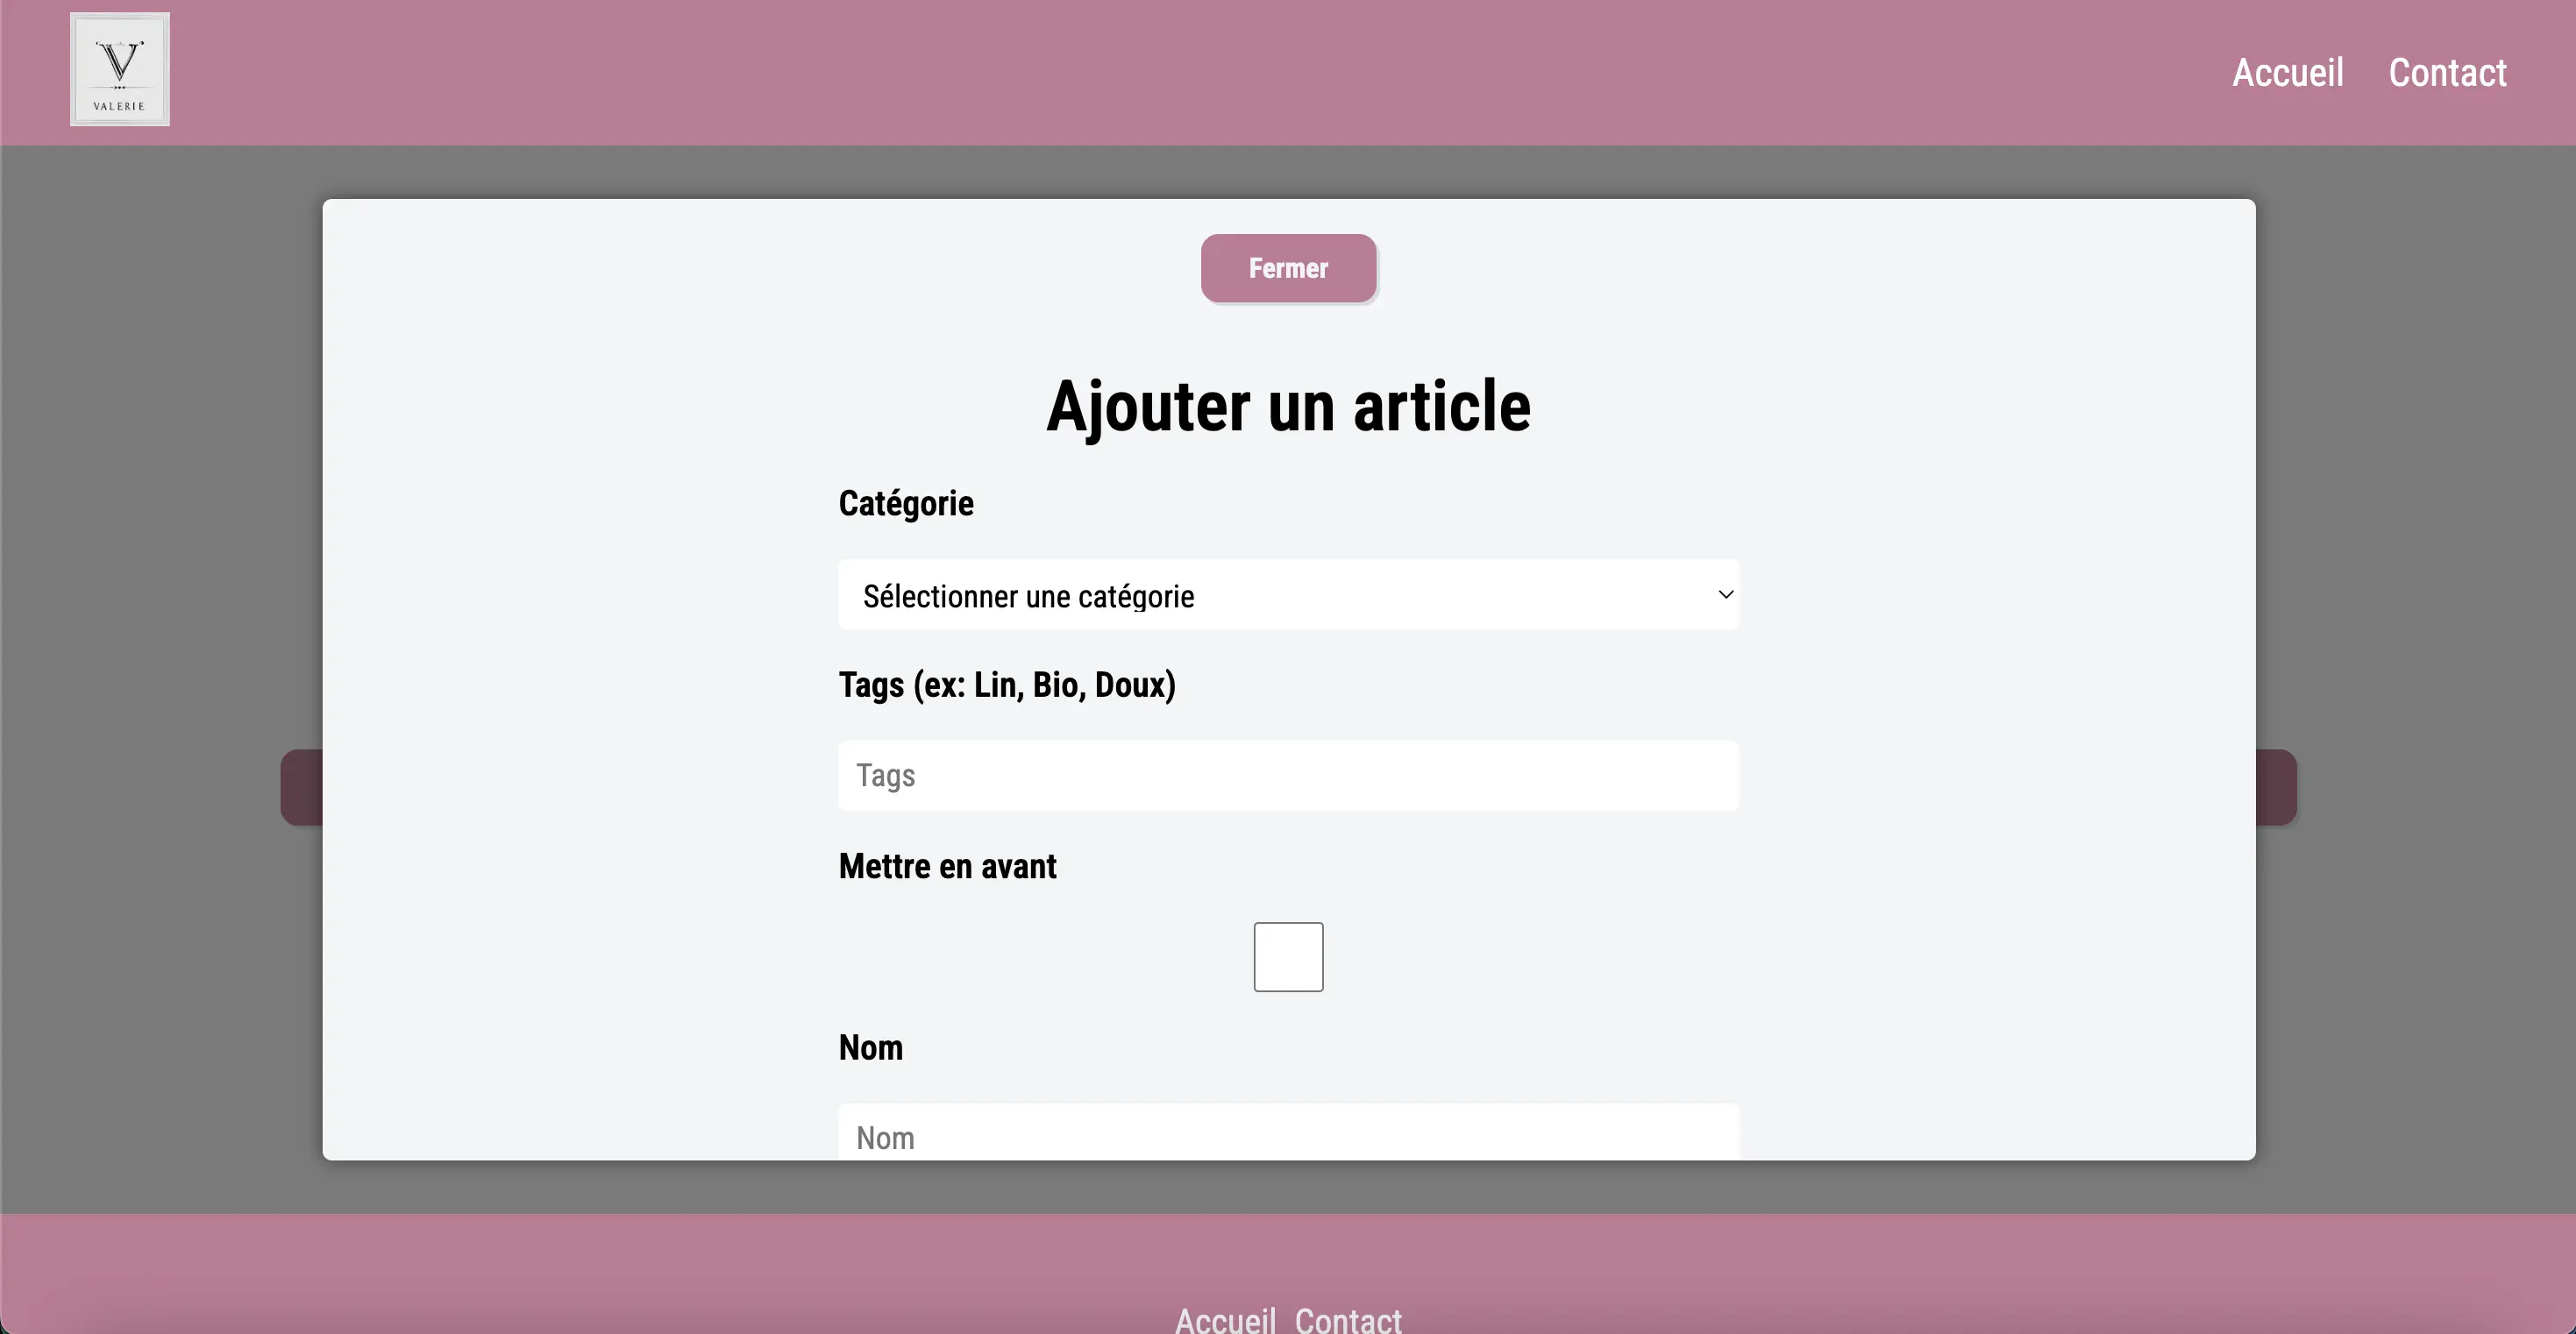 V
VALERIE
Accueil Contact
Fermer
Ajouter un article
Catégorie
Sélectionner une catégorie
Tags (ex: Lin, Bio, Doux)
Tags
Mettre en avant
Nom
Nom
Accueil Contact